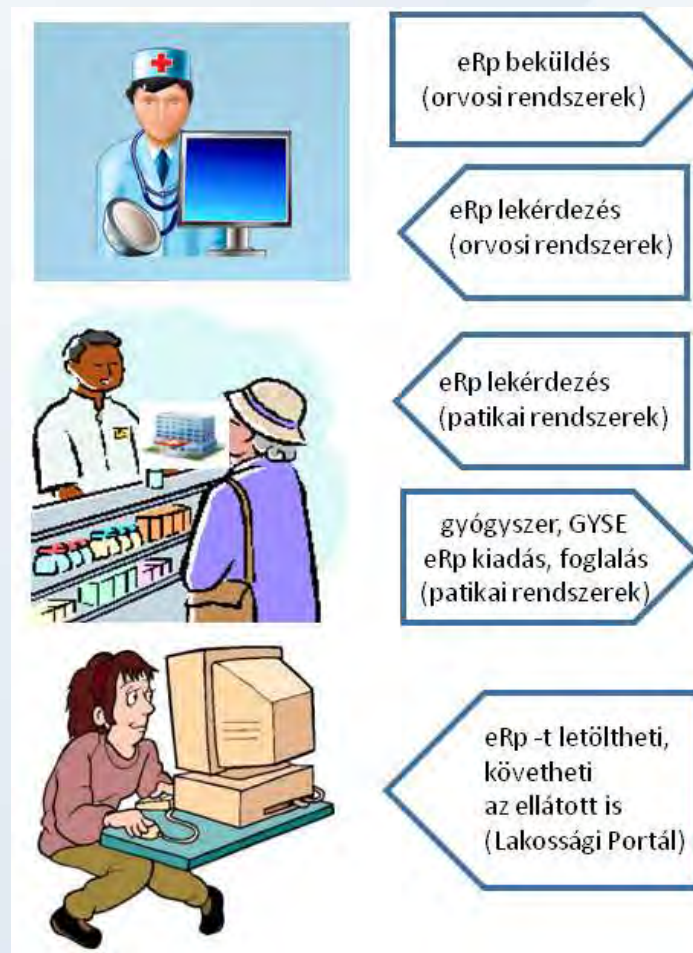 eRp beküldés
(orvosi rendszerek)
eRp lekérdezés
(orvosi rendszerek)
eRp lekérdezés
(patikai rendszerek)
gyógyszer, GYSE
eRp kiadás, foglalás
(patikai rendszerek)
eRp -t letöltheti,
követheti
az ellátott is
(Lakossági Portál)